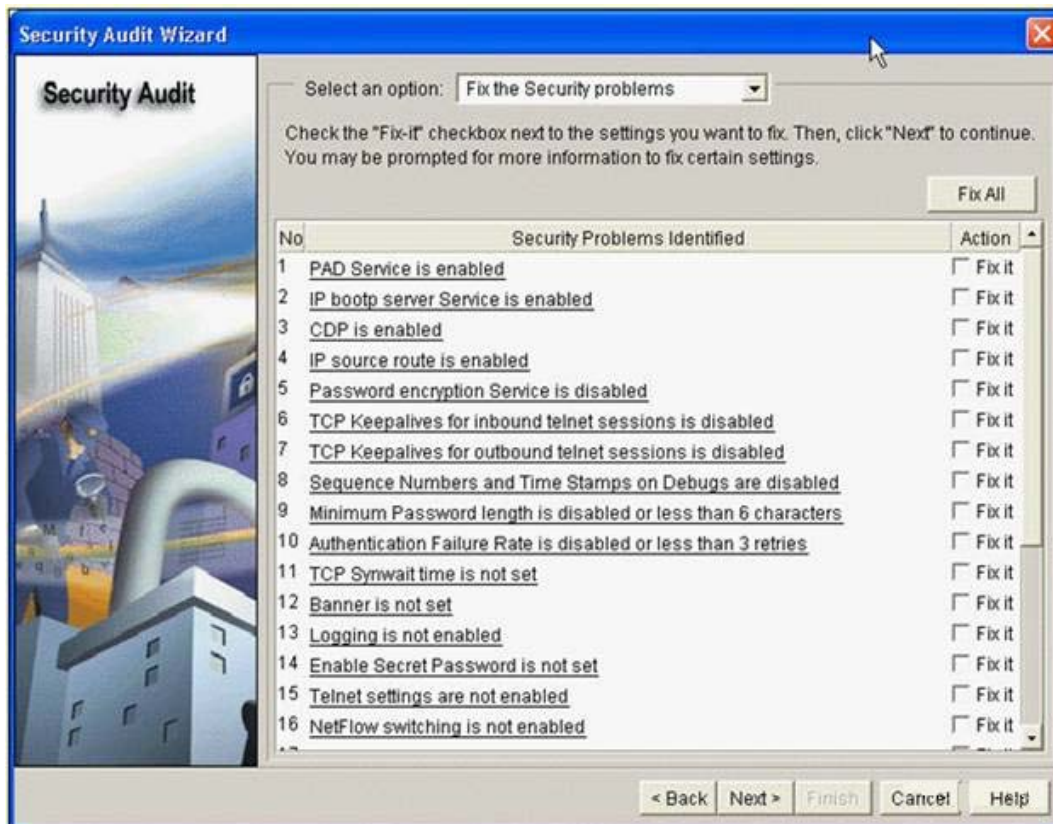 Security Audit Wizard
Security Audit
Select an option: Fix the Security problems
Check the "Fix-it" checkbox next to the settings you want to fix. Then, click "Next" to continue.
You may be prompted for more information to fix certain settings.
Fix All
No Security Problems Identified Action
1 PAD Service is enabled Fix it
2 IP bootp server Service is enabled Fix it
3 CDP is enabled Fix it
4 IP source route is enabled Fix it
5 Password encryption Service is disabled Fix it
6 TCP Keepalives for inbound telnet sessions is disabled Fix it
7 TCP Keepalives for outbound telnet sessions is disabled Fix it
8 Sequence Numbers and Time Stamps on Debugs are disabled Fix it
9 Minimum Password length is disabled or less than 6 characters Fix it
10 Authentication Failure Rate is disabled or less than 3 retries Fix it
11 TCP Synwait time is not set Fix it
12 Banner is not set Fix it
13 Logging is not enabled Fix it
14 Enable Secret Password is not set Fix it
15 Telnet settings are not enabled Fix it
16 NetFlow switching is not enabled Fix it
< Back Next > Finish Cancel Help